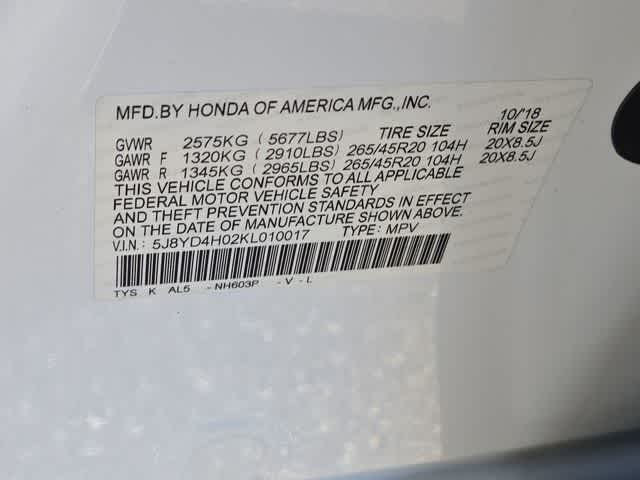 MFD.BY HONDA OF AMERICA MFG.,INC. 10/'18
GVWR 2575KG (5677LBS) TIRE SIZE RIM SIZE
GAWR F 1320KG (2910LBS) 265/45R20 104H 20X8.5J
GAWR R 1345KG (2965LBS) 265/45R20 104H 20X8.5J
THIS VEHICLE CONFORMS TO ALL APPLICABLE
FEDERAL MOTOR VEHICLE SAFETY
AND THEFT PREVENTION STANDARDS IN EFFECT
ON THE DATE OF MANUFACTURE SHOWN ABOVE.
V.I.N: 5J8YD4H02KL010017 TYPE: MPV
TYS K AL5 -NH603P -V-L